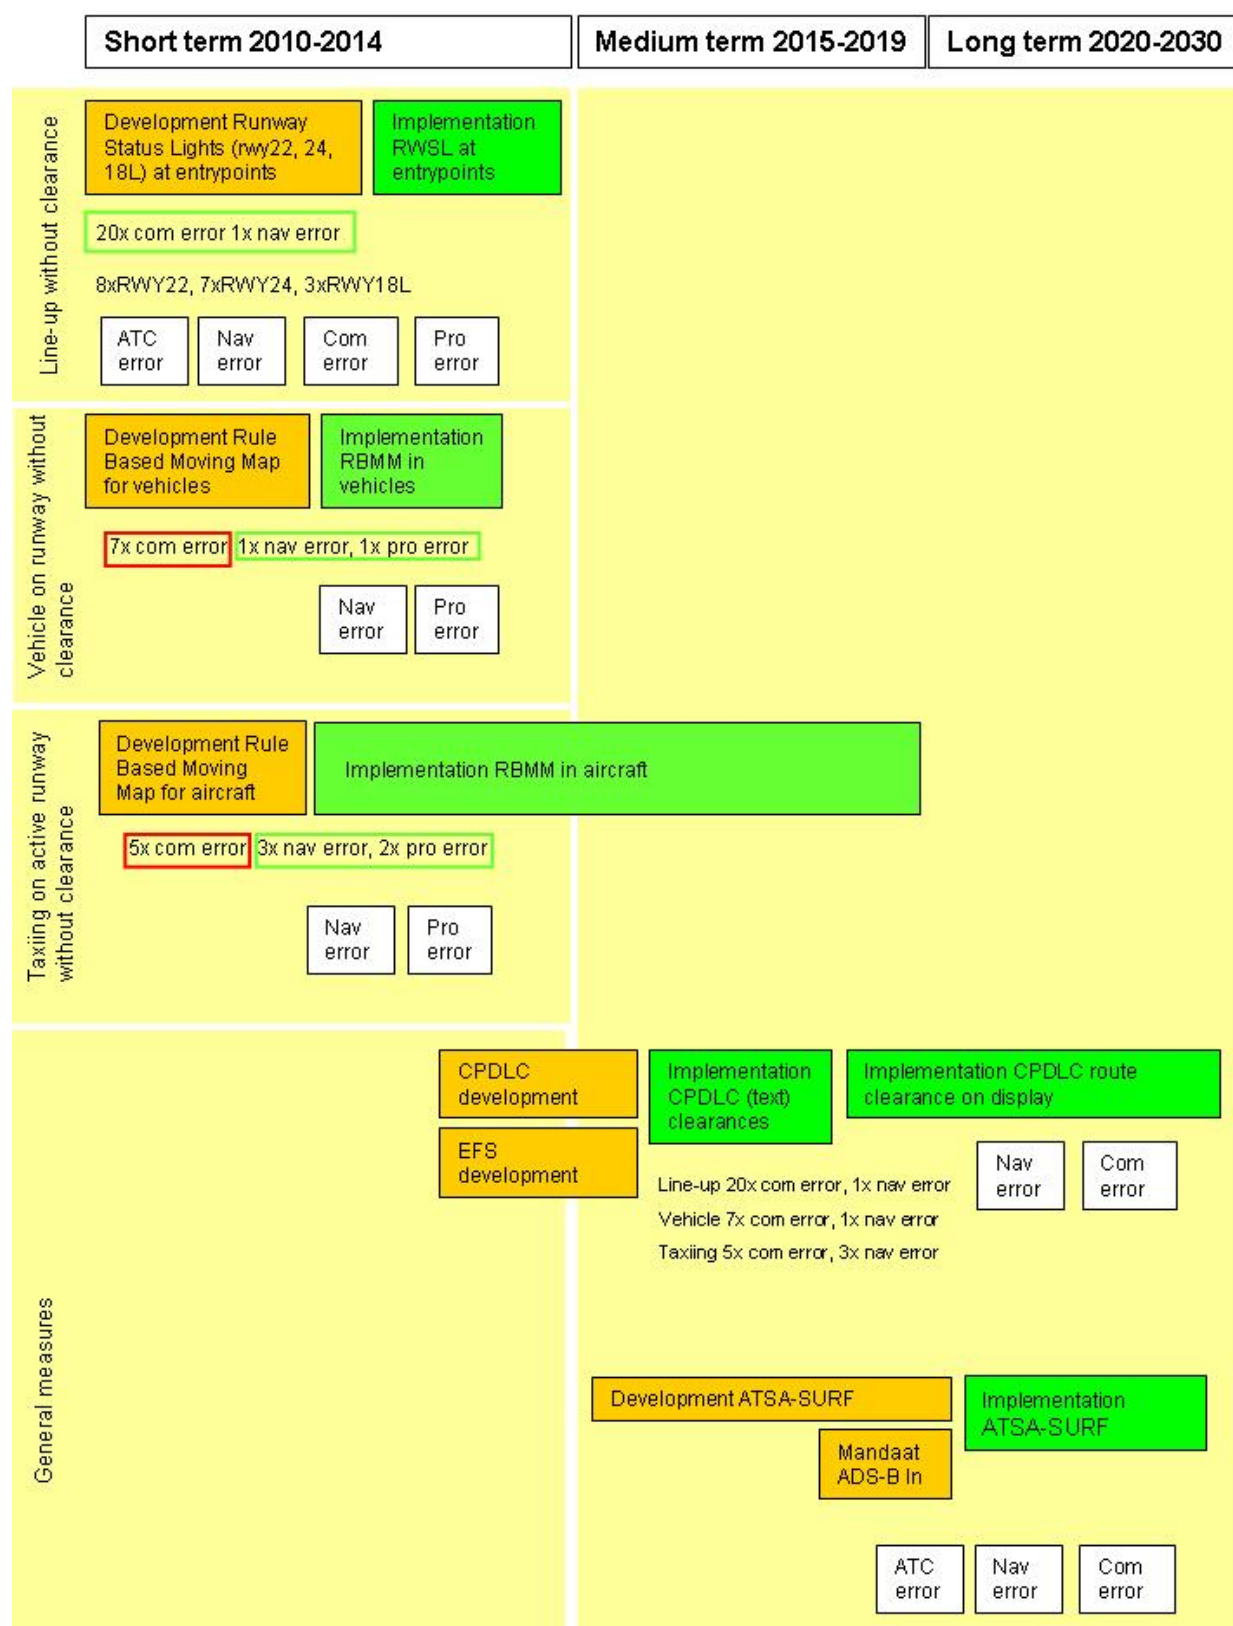 Short term 2010-2014
Medium term 2015-2019
Long term 2020-2030
Line-up without clearance
Development Runway
Status Lights (rwy22, 24,
18L) at entrypoints
Implementation
RWSL at
entrypoints
20x com error 1x nav error
8xRWY22, 7xRWY24, 3xRWY18L
ATC
error
Nav
error
Com
error
Pro
error
Vehicle on runway without
clearance
Development Rule
Based Moving Map
for vehicles
Implementation
RBMM in
vehicles
7x com error
1x nav error, 1x pro error
Nav
error
Pro
error
Taxiing on active runway
without clearance
Development Rule
Based Moving
Map for aircraft
Implementation RBMM in aircraft
5x com error
3x nav error, 2x pro error
Nav
error
Pro
error
General measures
CPDLC
development
Implementation
CPDLC (text)
clearances
Implementation CPDLC route
clearance on display
EFS
development
Nav
error
Com
error
Line-up 20x com error, 1x nav error
Vehicle 7x com error, 1x nav error
Taxiing 5x com error, 3x nav error
Development ATSA-SURF
Implementation
ATSA-SURF
Mandaat
ADS-B In
ATC
error
Nav
error
Com
error